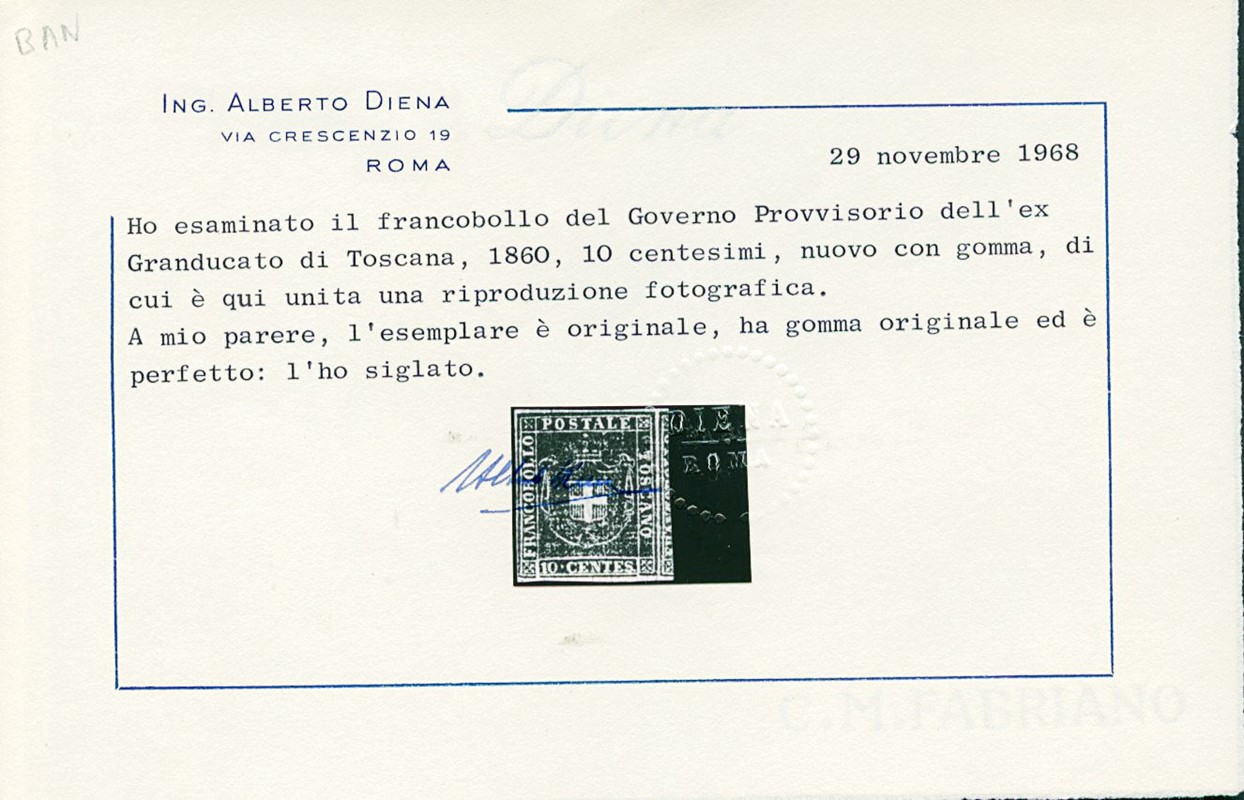 BAN
ING. ALBERTO DIENA
VIA CRESCENZIO 19
ROMA
29 novembre 1968
Ho esaminato il francobollo del Governo Provvisorio dell'ex
Granducato di Toscana, 1860, 10 centesimi, nuovo con gomma, di
cui è qui unita una riproduzione fotografica.
A mio parere, l'esemplare è originale, ha gomma originale ed è
perfetto: l'ho siglato.
FRANCOBOLLO
POSTALE
TOSCANO
10·CENTES.
DIENA
ROMA
Diena
C.M.FABRIANO